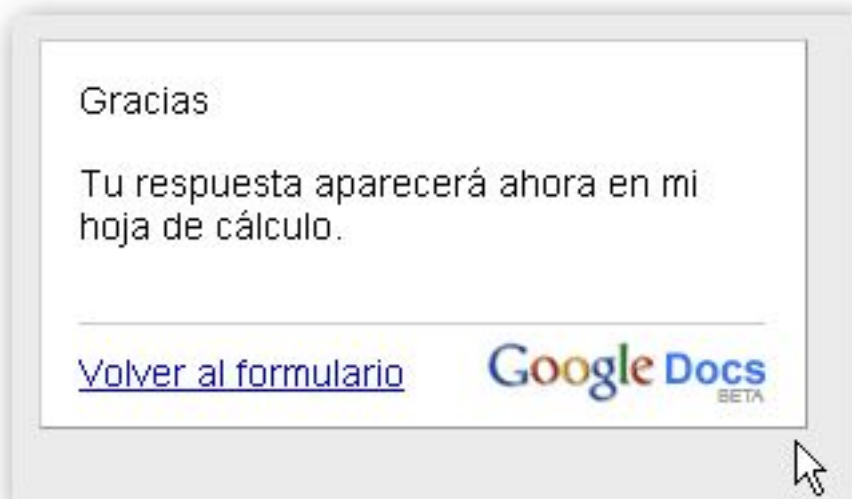 Gracias
Tu respuesta aparecerá ahora en mi
hoja de cálculo.
Volver al formulario
Google Docs
BETA